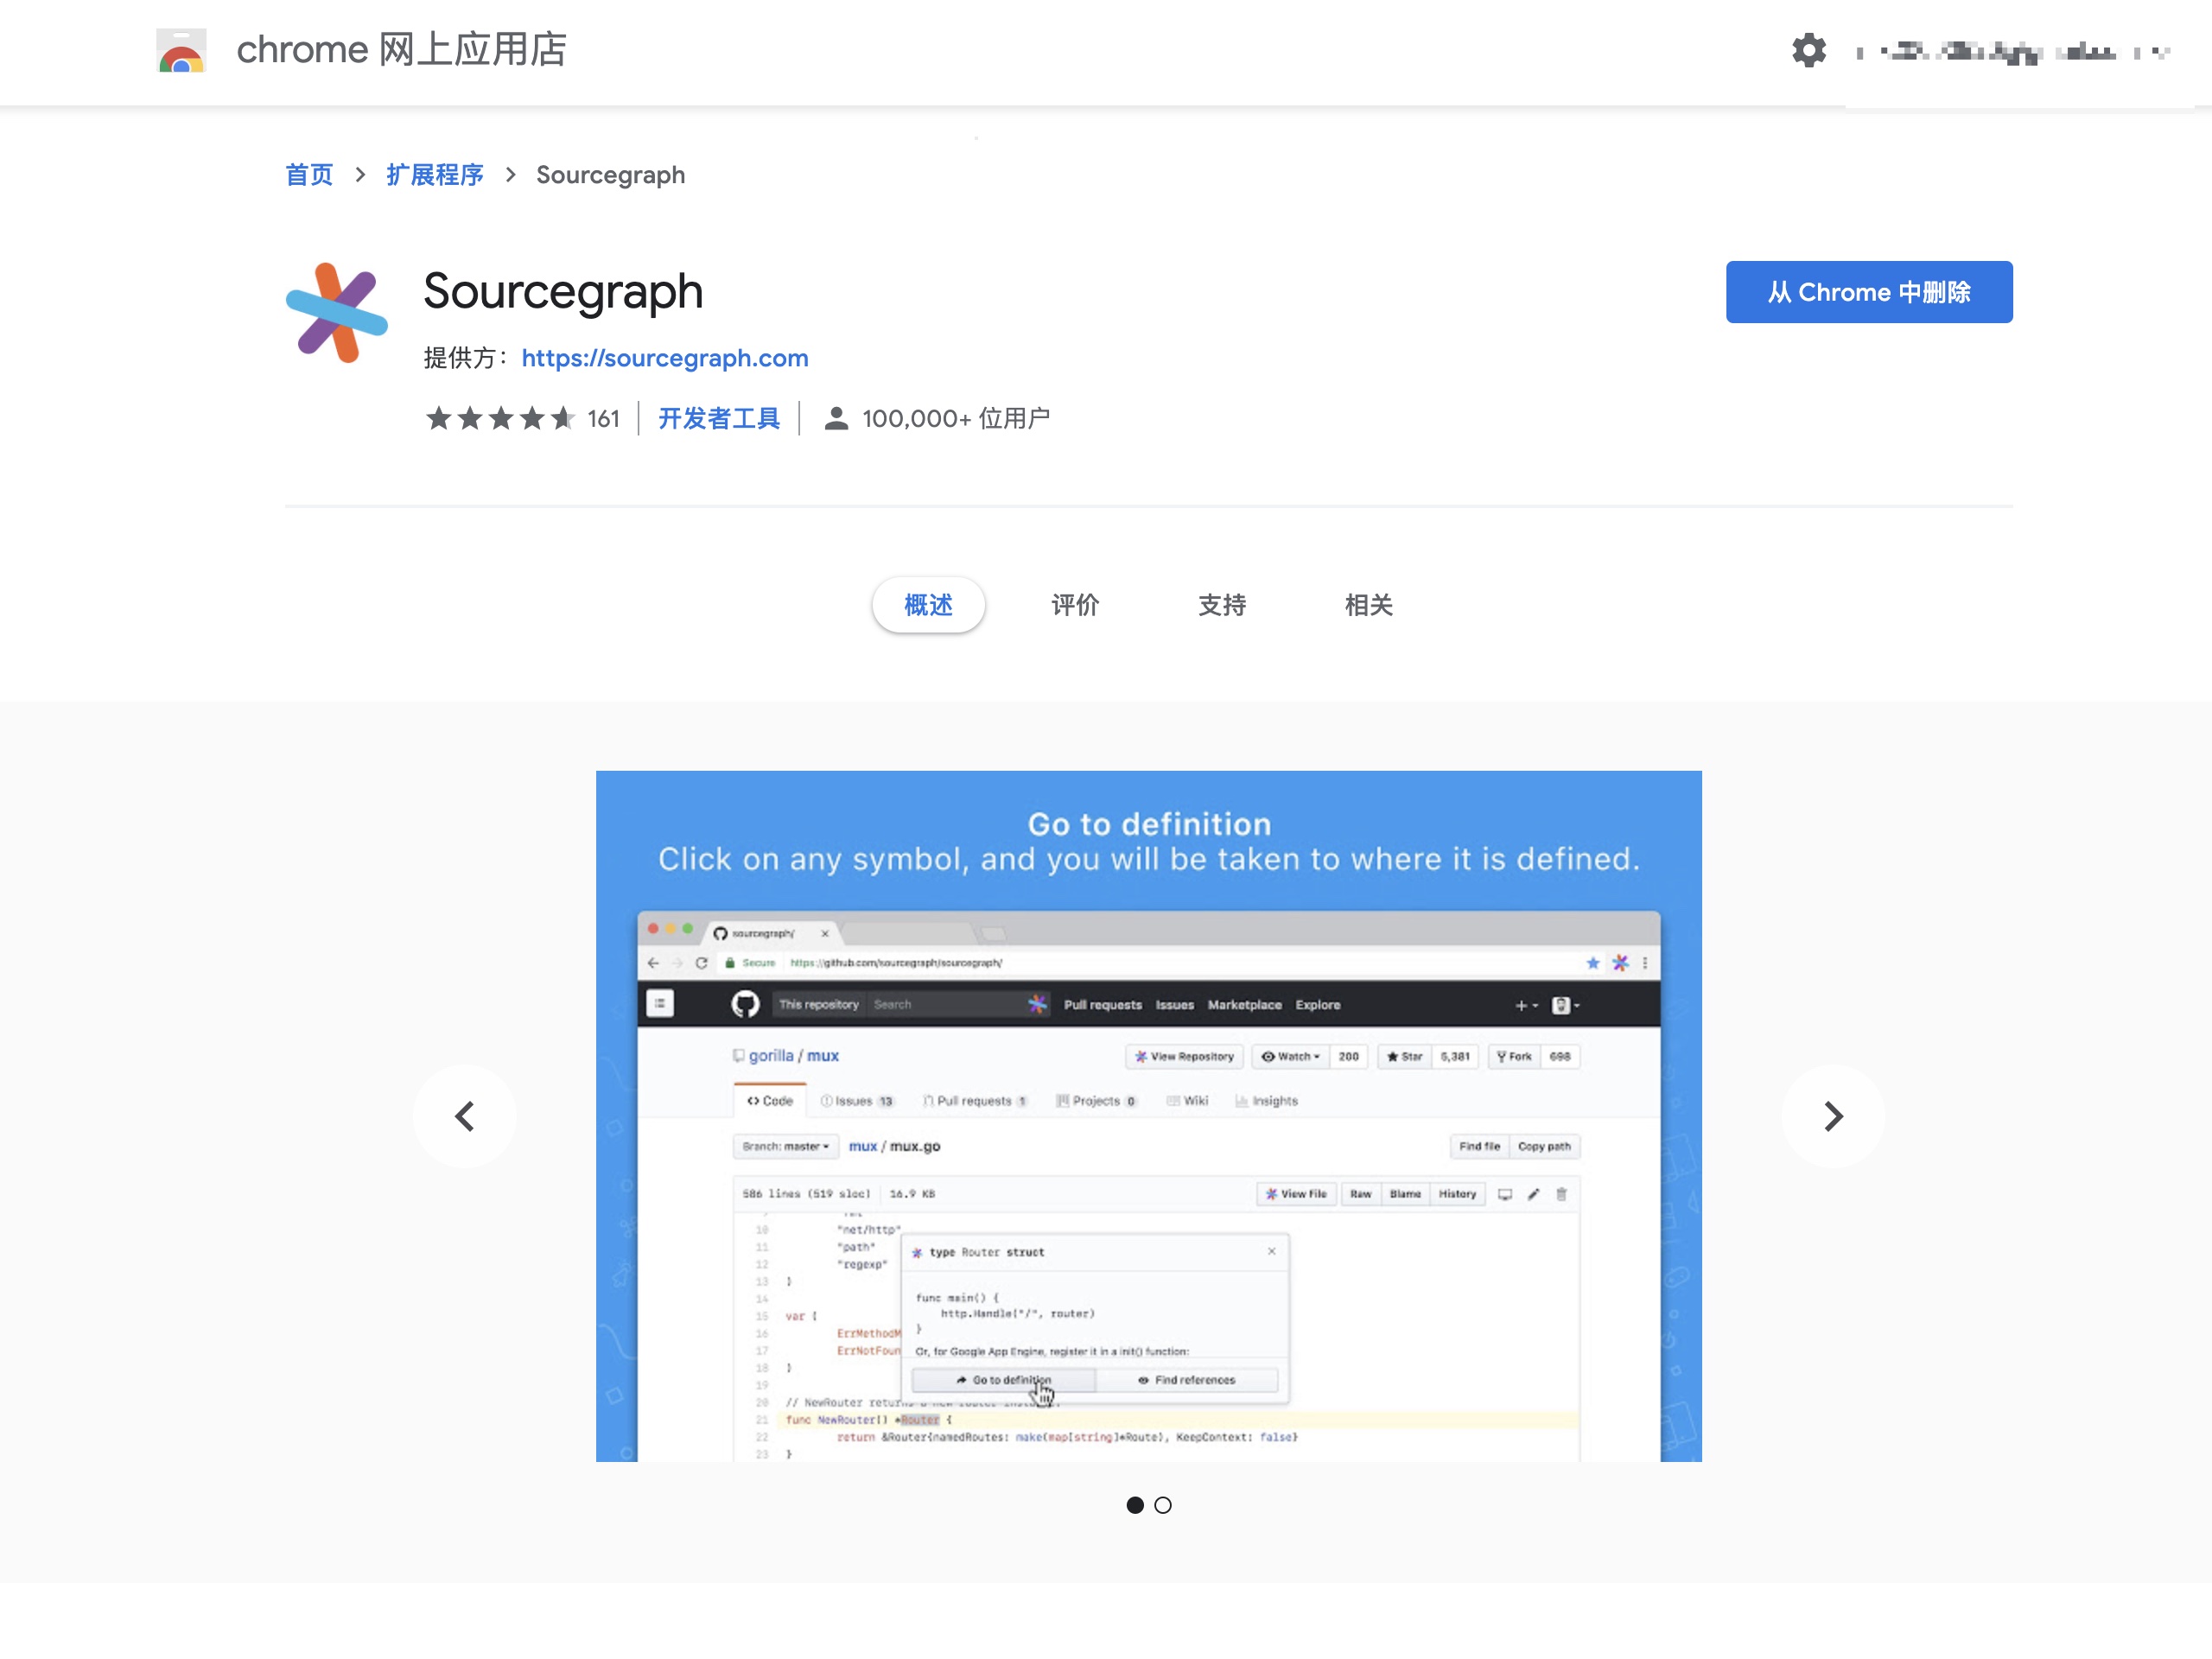 chrome 网上应用店
首页 > 扩展程序 > Sourcegraph
Sourcegraph
从 Chrome 中删除
提供方： https://sourcegraph.com
161 开发者工具 100,000+ 位用户
概述 评价 支持 相关
Go to definition
Click on any symbol, and you will be taken to where it is defined.
sourcegraph/
Secure https://github.com/sourcegraph/sourcegraph/
This repository Search Pull requests Issues Marketplace Explore
gorilla / mux View Repository Watch 200 Star 5,381 Fork 698
Code Issues 13 Pull requests 1 Projects 0 Wiki Insights
Branch: master mux / mux.go Find file Copy path
586 lines (519 sloc) 16.9 KB View File Raw Blame History
10 "net/http"
11 "path"
12 "regexp"
13 )
14
15 var (
16 ErrMethodM
17 ErrNotFoun
18 )
19
type Router struct
func main() {
http.Handle("/", router)
}
Or, for Google App Engine, register it in a init() function:
Go to definition Find references
20 // NewRouter returns a new router
21 func NewRouter() *Router {
22 return &Router{namedRoutes: make(map[string]*Route), KeepContext: false}
23 }